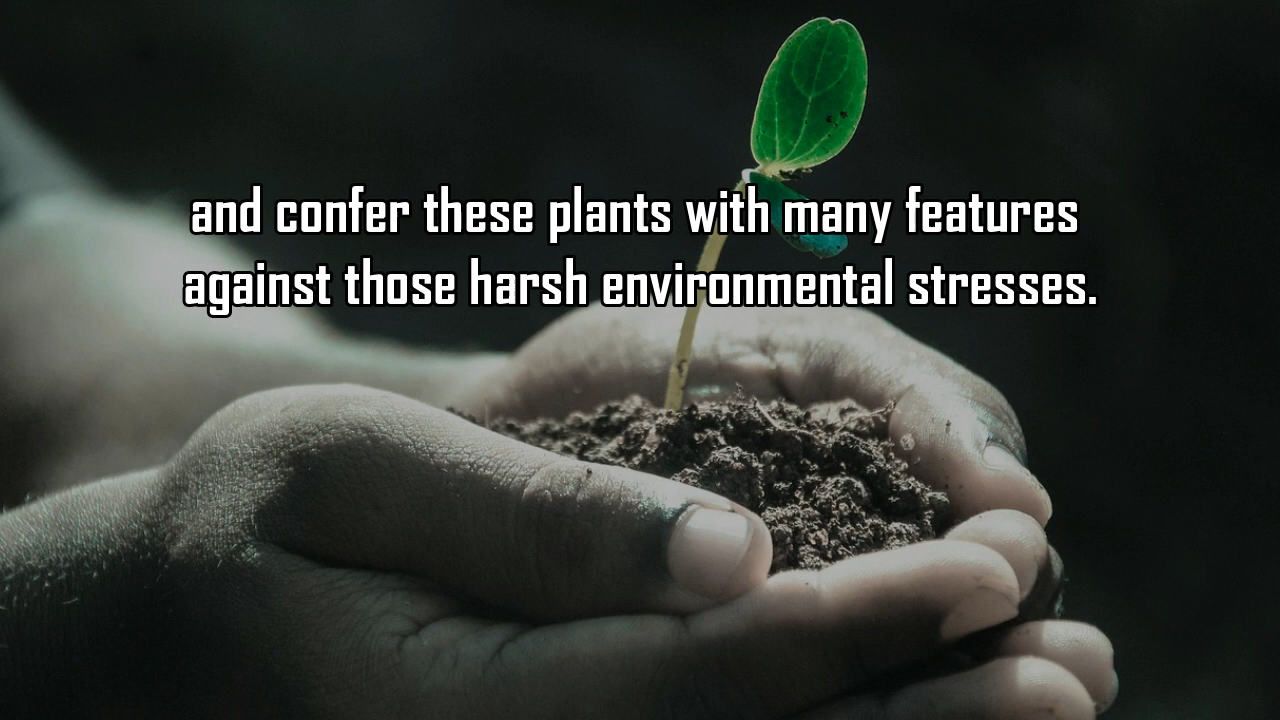 and confer these plants with many features
against those harsh environmental stresses.